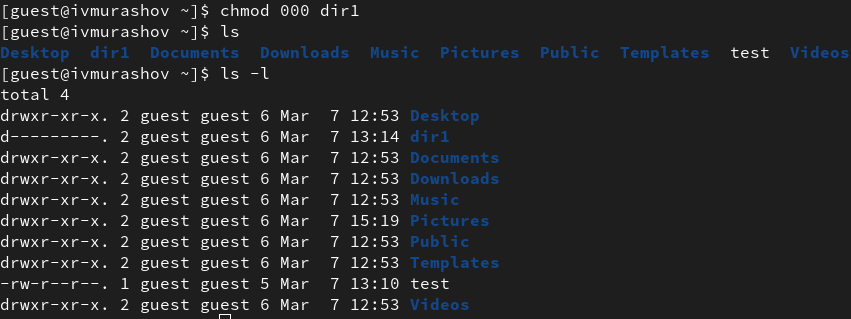 [guest@ivmurashov ~]$ chmod 000 dir1
[guest@ivmurashov ~]$ ls
Desktop  dir1  Documents  Downloads  Music  Pictures  Public  Templates  test  Videos
[guest@ivmurashov ~]$ ls -l
total 4
drwxr-xr-x. 2 guest guest 6 Mar  7 12:53 Desktop
d---------. 2 guest guest 6 Mar  7 13:14 dir1
drwxr-xr-x. 2 guest guest 6 Mar  7 12:53 Documents
drwxr-xr-x. 2 guest guest 6 Mar  7 12:53 Downloads
drwxr-xr-x. 2 guest guest 6 Mar  7 12:53 Music
drwxr-xr-x. 2 guest guest 6 Mar  7 15:19 Pictures
drwxr-xr-x. 2 guest guest 6 Mar  7 12:53 Public
drwxr-xr-x. 2 guest guest 6 Mar  7 12:53 Templates
-rw-r--r--. 1 guest guest 5 Mar  7 13:10 test
drwxr-xr-x. 2 guest guest 6 Mar  7 12:53 Videos